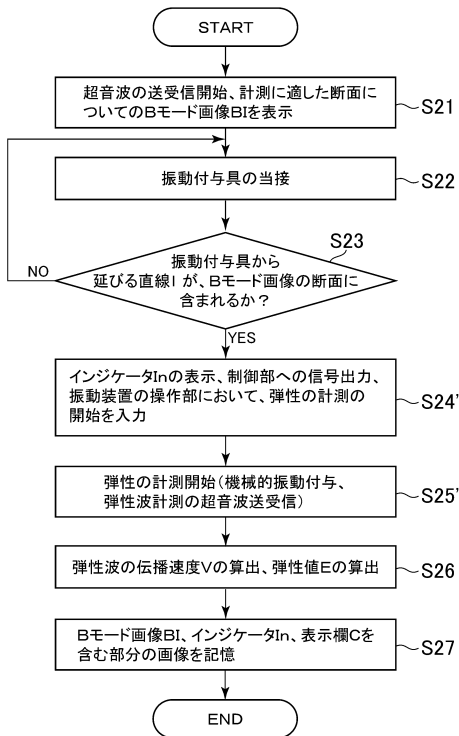 START
超音波の送受信開始、計測に適した断面に
ついてのBモード画像BIを表示
S21
振動付与具の当接
S22
S23
振動付与具から
延びる直線lが、Bモード画像の断面に
含まれるか？
NO
YES
インジケータInの表示、制御部への信号出力、
振動装置の操作部において、弾性の計測の
開始を入力
S24'
弾性の計測開始(機械的振動付与、
弾性波計測の超音波送受信)
S25'
弾性波の伝播速度Vの算出、弾性値Eの算出
S26
Bモード画像BI、インジケータIn、表示欄Cを
含む部分の画像を記憶
S27
END